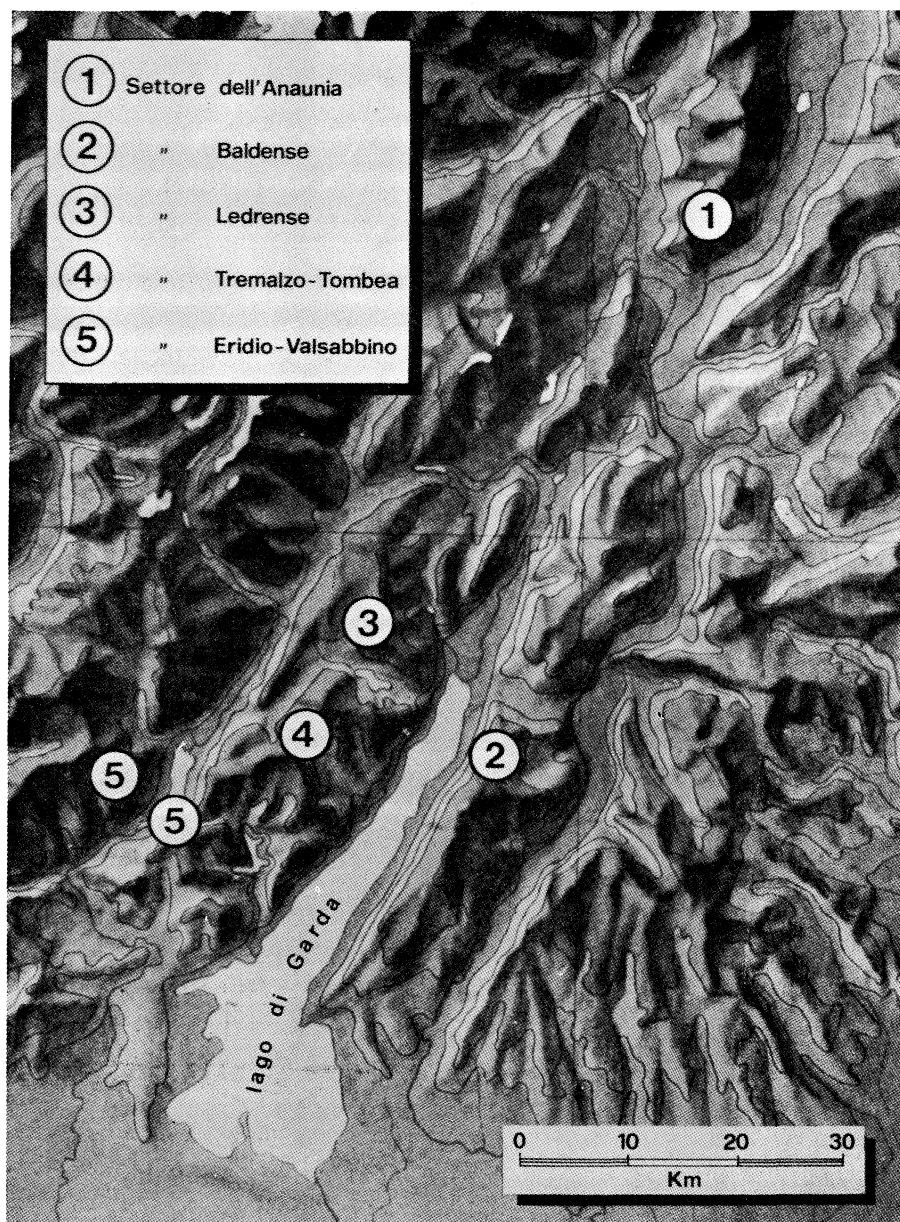 1 Settore dell'Anaunia
2 " Baldense
3 " Ledrense
4 " Tremalzo-Tombea
5 " Eridio-Valsabbino
1
3
4
2
5
5
lago di Garda
0 10 20 30
Km